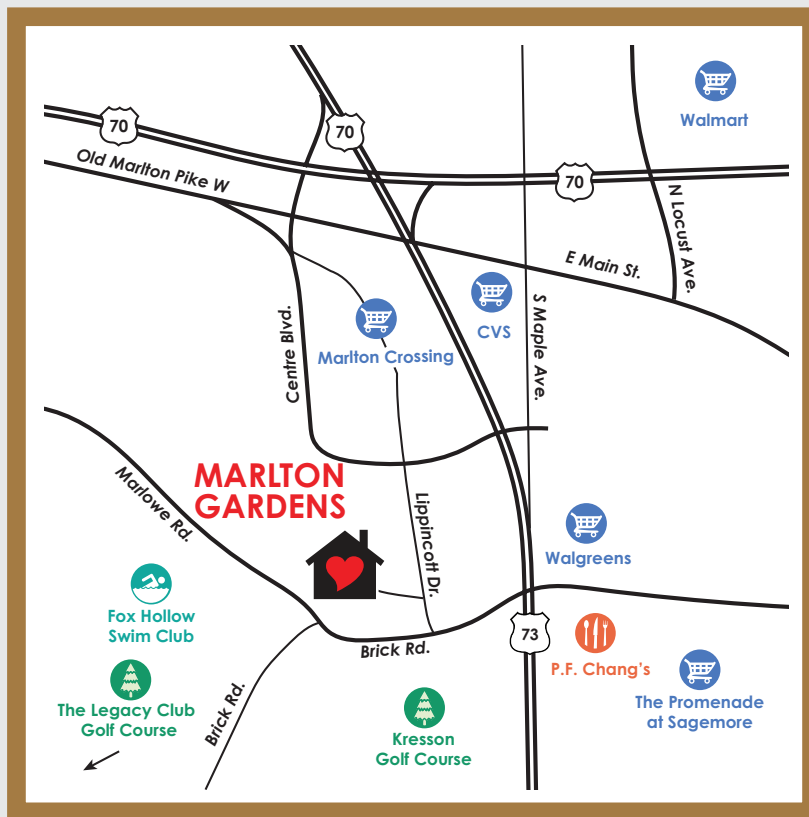 Walmart
70
70
70
Old Marlton Pike W
N Locust Ave.
E Main St.
CVS
S Maple Ave.
Centre Blvd.
Marlton Crossing
MARLTON
GARDENS
Marlowe Rd.
Lippincott Dr.
Walgreens
Fox Hollow
Swim Club
73
Brick Rd.
P.F. Chang's
The Legacy Club
Golf Course
Brick Rd.
The Promenade
at Sagemore
Kresson
Golf Course